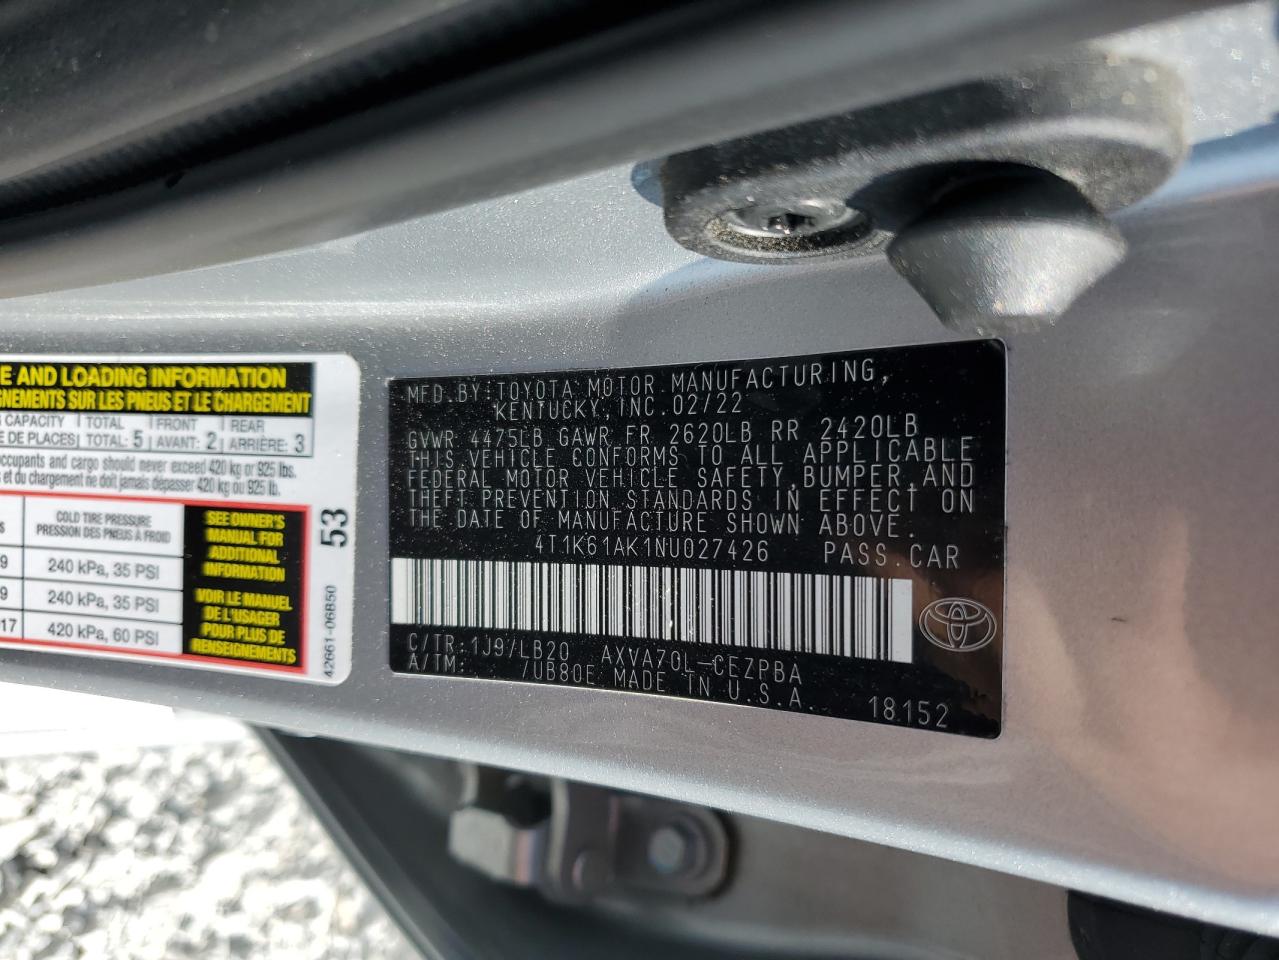 E AND LOADING INFORMATION
GNEMENTS SUR LES PNEUS ET LE CHARGEMENT
CAPACITY TOTAL FRONT REAR
DE PLACES TOTAL: 5 AVANT: 2 ARRIÈRE: 3
occupants and cargo should never exceed 420 kg or 925 lbs.
et du chargement ne doit jamais dépasser 420 kg ou 925 lb.
COLD TIRE PRESSURE
PRESSION DES PNEUS À FROID
9 240 kPa, 35 PSI
9 240 kPa, 35 PSI
17 420 kPa, 60 PSI
SEE OWNER'S
MANUAL FOR
ADDITIONAL
INFORMATION
VOIR LE MANUEL
DE L'USAGER
POUR PLUS DE
RENSEIGNEMENTS
53
42661-06B50
MFD.BY:TOYOTA MOTOR MANUFACTURING,
KENTUCKY,INC.02/22
GVWR 4475LB GAWR FR 2620LB RR 2420LB
THIS VEHICLE CONFORMS TO ALL APPLICABLE
FEDERAL MOTOR VEHICLE SAFETY,BUMPER,AND
THEFT PREVENTION STANDARDS IN EFFECT ON
THE DATE OF MANUFACTURE SHOWN ABOVE.
4T1K61AK1NU027426 PASS.CAR
C/TR:1J9/LB20 AXVA70L-CEZPBA
A/TM: /UB80E MADE IN U.S.A.
18152